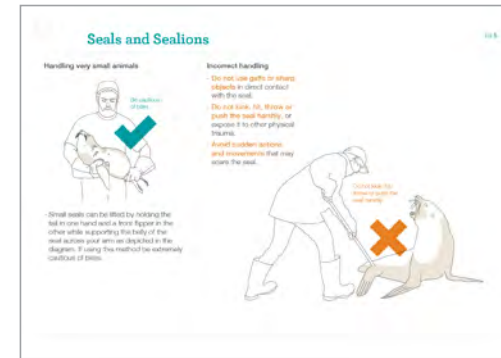 Seals and Sealions
Handling very small animals
Be cautious
of bites
- Small seals can be lifted by holding the
tail in one hand and a front flipper in the
other while supporting the belly of the
seal across your arm as depicted in the
diagram. If using this method be extremely
cautious of bites.
Incorrect handling
- Do not use gaffs or sharp
objects in direct contact
with the seal.
- Do not kick, hit, throw or
push the seal harshly, or
expose it to other physical
trauma.
- Avoid sudden actions
and movements that may
scare the seal.
Do not kick, hit,
throw or push the
seal harshly